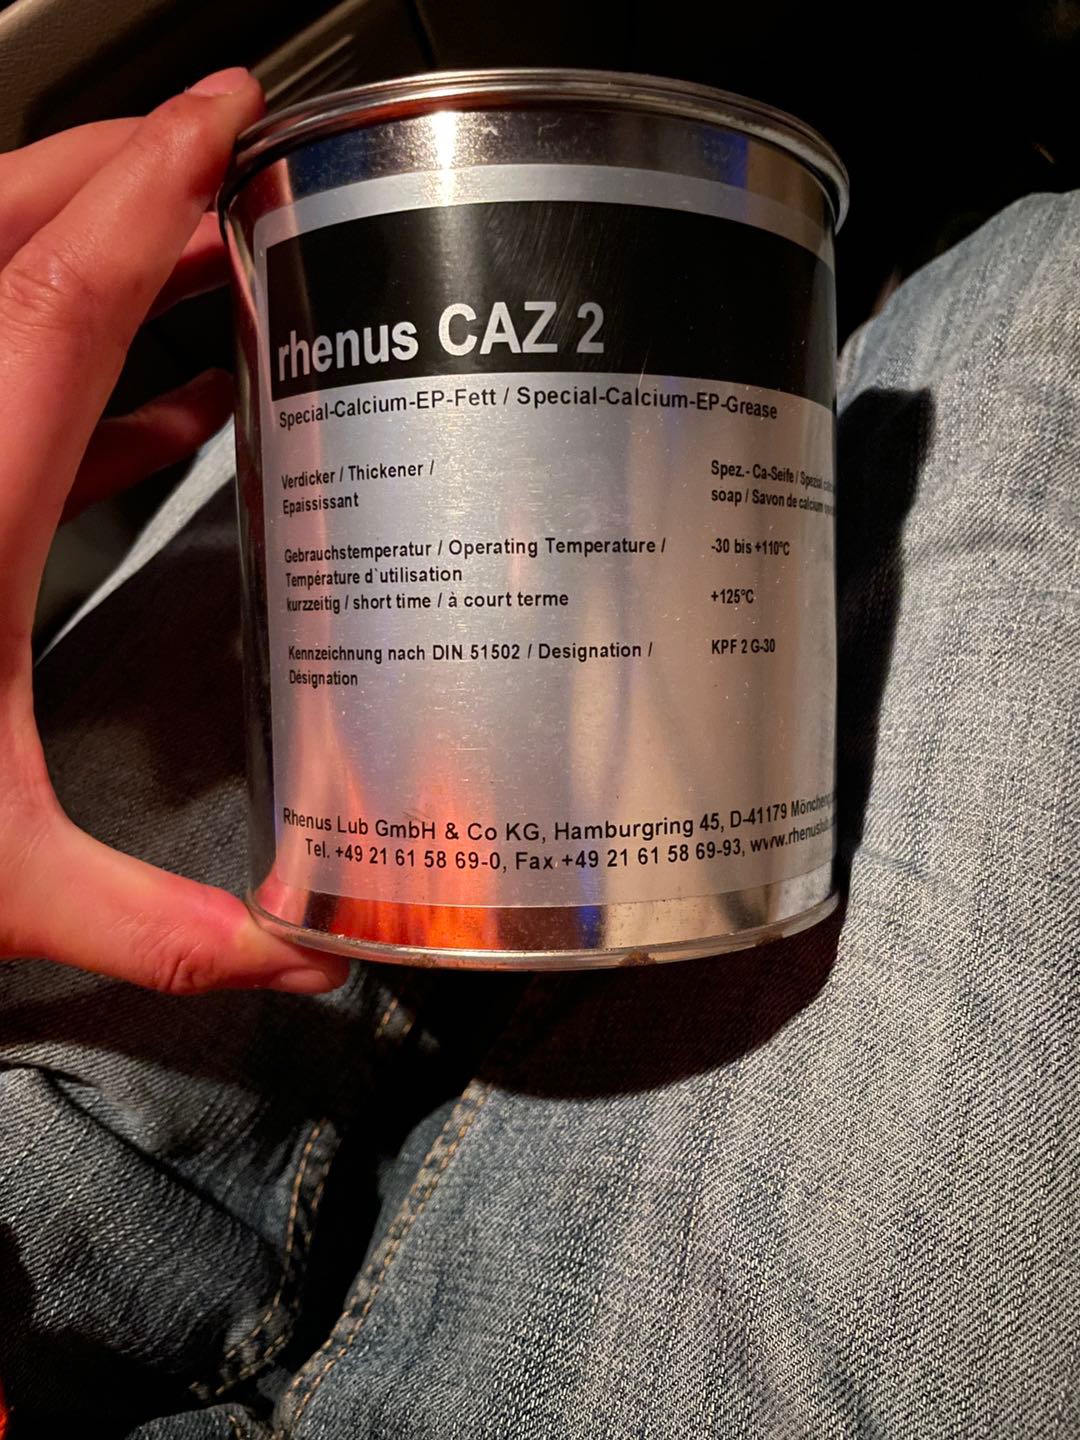 rhenus CAZ 2
Special-Calcium-EP-Fett / Special-Calcium-EP-Grease
Verdicker / Thickener /
Epaississant
Spez.- Ca-Seife / Spezial
soap / Savon de calcium
Gebrauchstemperatur / Operating Temperature /
Température d`utilisation
-30 bis +110°C
kurzzeitig / short time / à court terme
+125°C
Kennzeichnung nach DIN 51502 / Designation /
Désignation
KPF 2 G-30
Rhenus Lub GmbH & Co KG, Hamburgring 45, D-41179
Tel. +49 21 61 58 69-0, Fax +49 21 61 58 69-93,